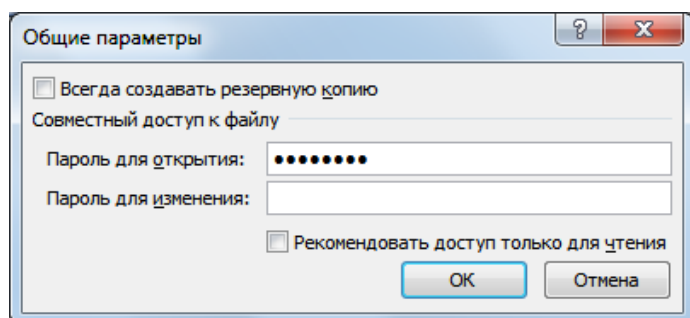 Общие параметры
Всегда создавать резервную копию
Совместный доступ к файлу
Пароль для открытия: ••••••••
Пароль для изменения:
Рекомендовать доступ только для чтения
ОК Отмена